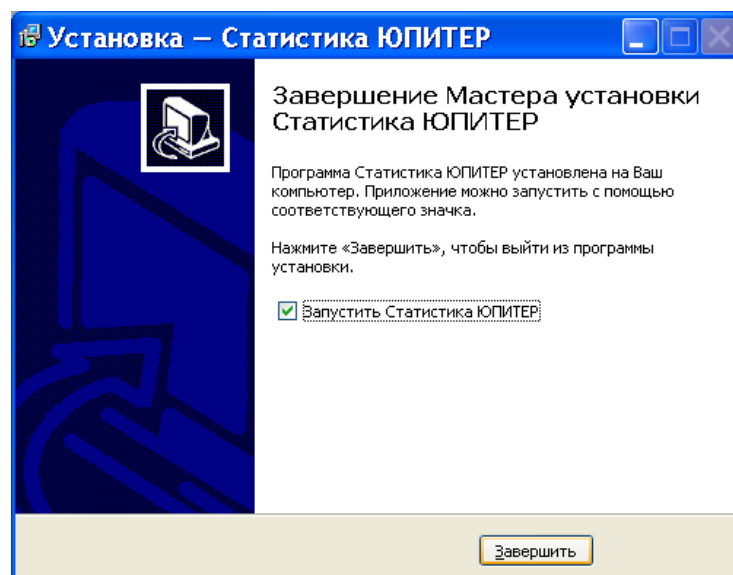 Установка — Статистика ЮПИТЕР
Завершение Мастера установки
Статистика ЮПИТЕР
Программа Статистика ЮПИТЕР установлена на Ваш
компьютер. Приложение можно запустить с помощью
соответствующего значка.
Нажмите «Завершить», чтобы выйти из программы
установки.
Запустить Статистика ЮПИТЕР
Завершить